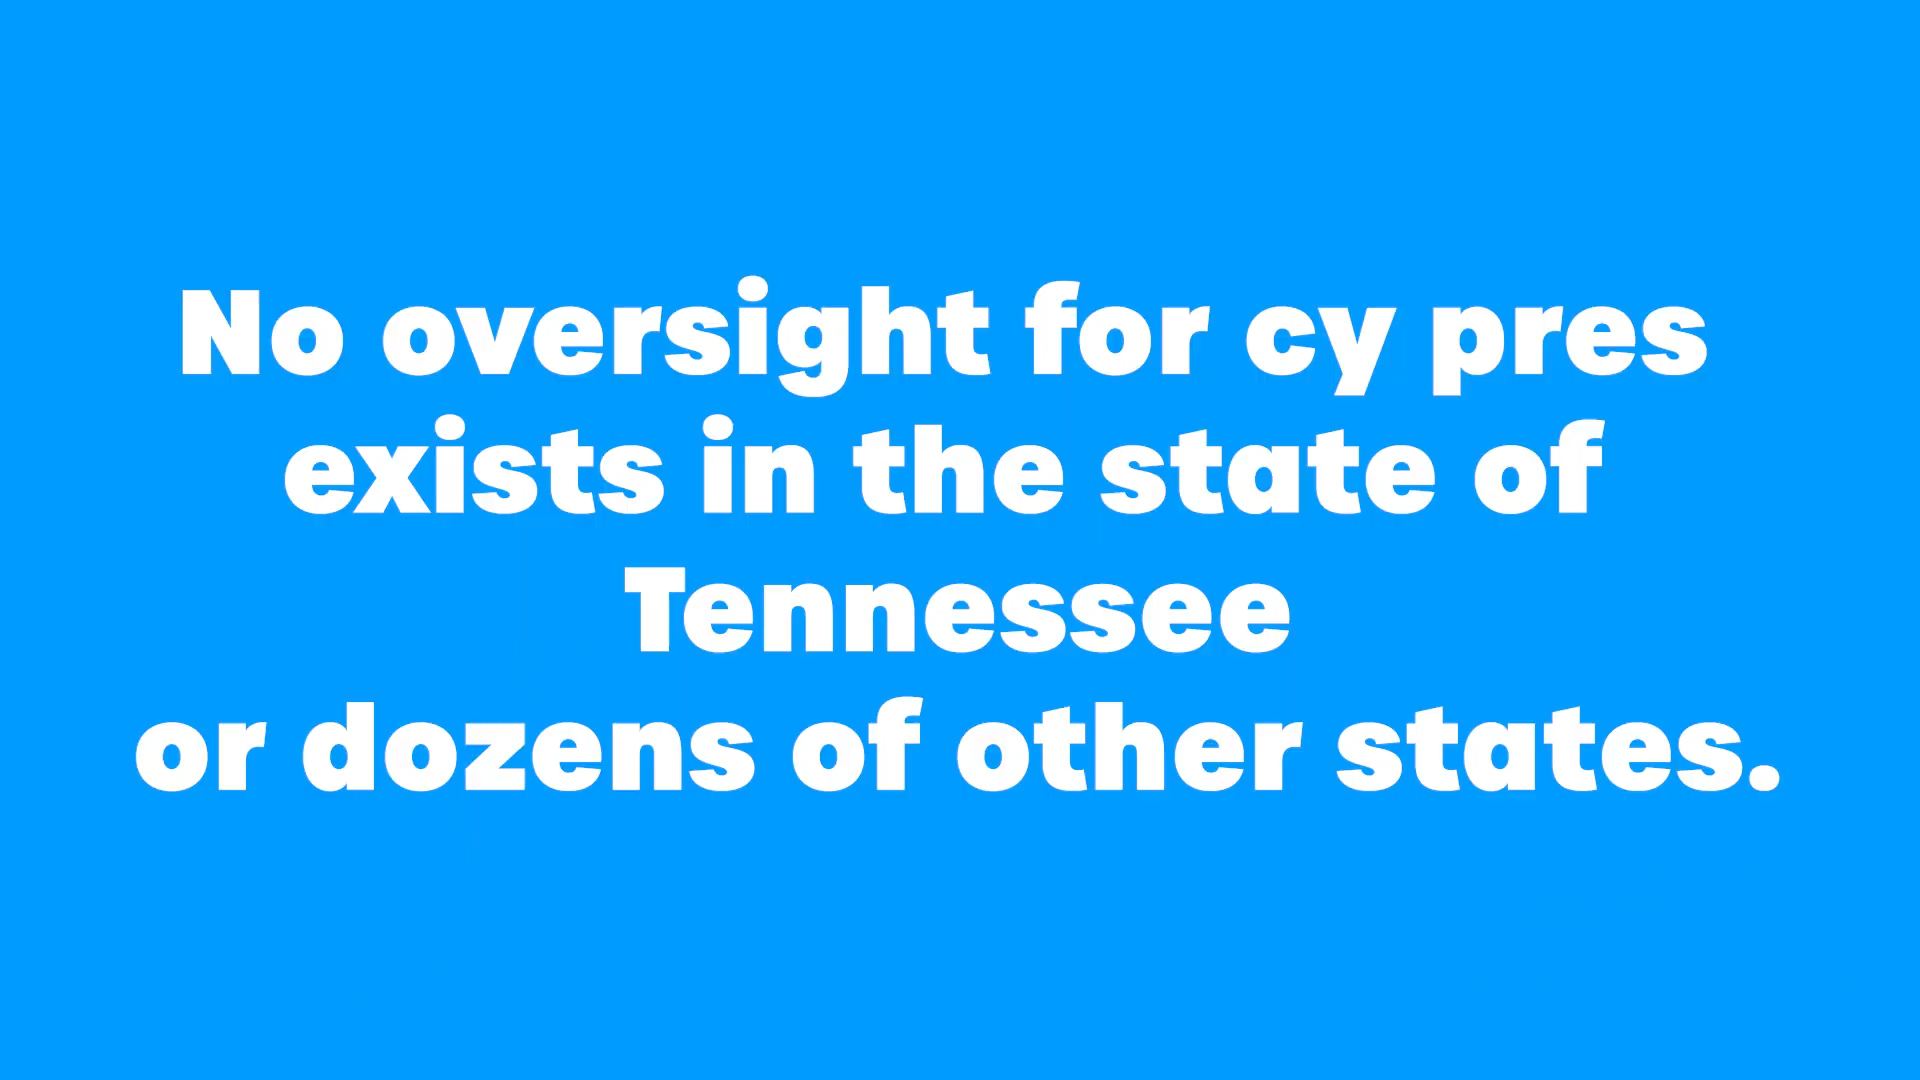 No oversight for cy pres
exists in the state of
Tennessee
or dozens of other states.